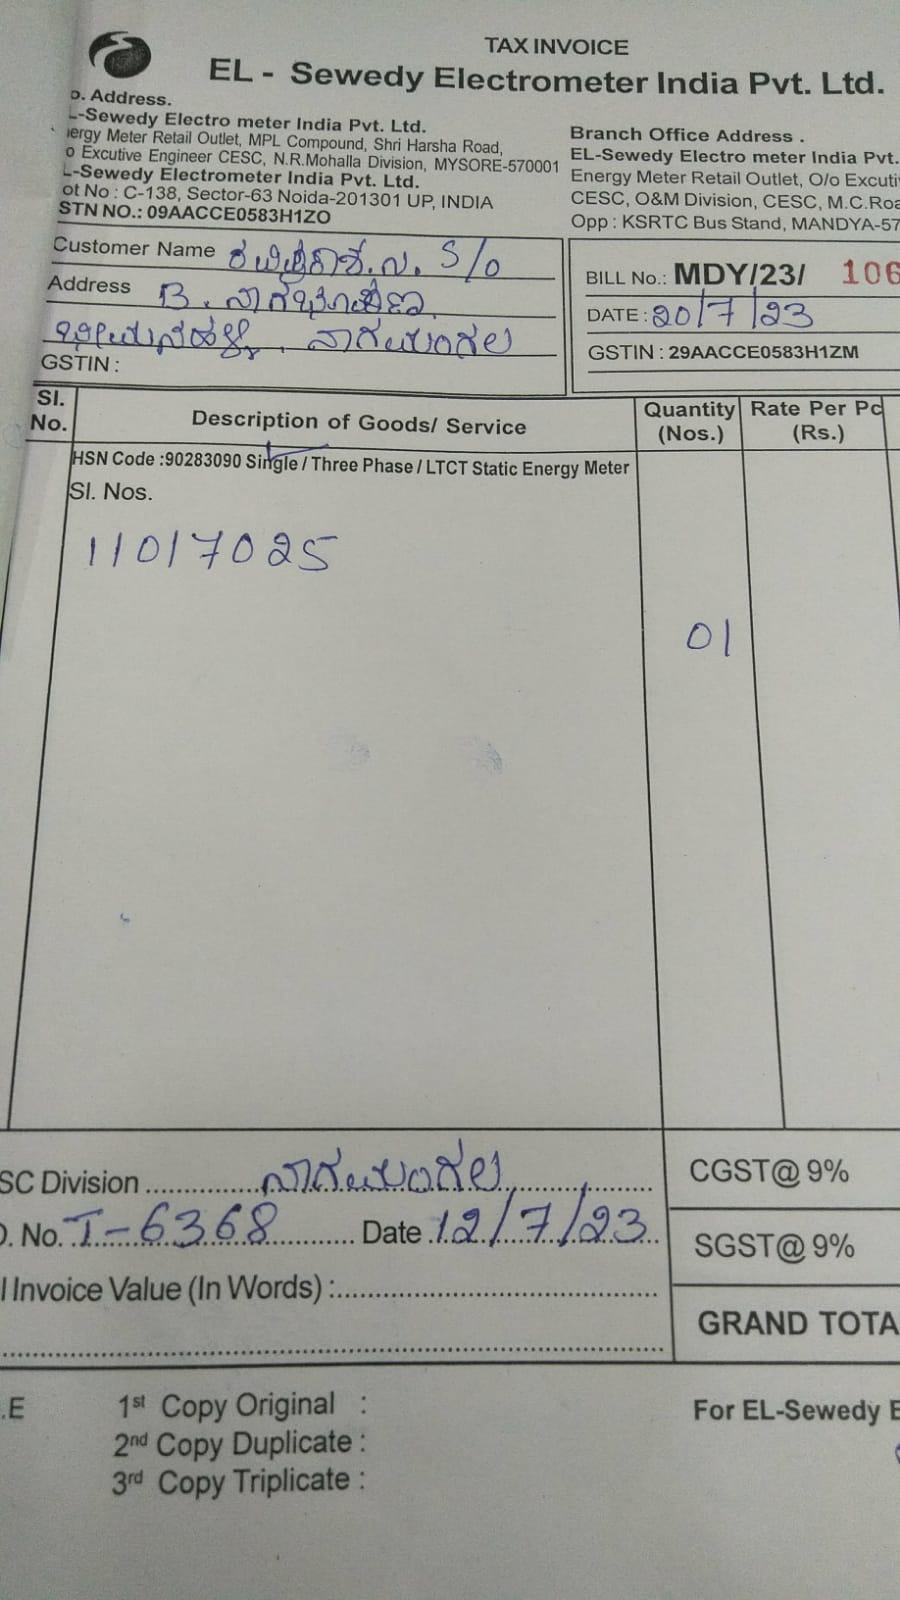 TAX INVOICE
EL - Sewedy Electrometer India Pvt. Ltd.
o. Address.
L-Sewedy Electro meter India Pvt. Ltd.
nergy Meter Retail Outlet, MPL Compound, Shri Harsha Road,
o Excutive Engineer CESC, N.R.Mohalla Division, MYSORE-570001
L-Sewedy Electrometer India Pvt. Ltd.
ot No : C-138, Sector-63 Noida-201301 UP, INDIA
STN NO.: 09AACCE0583H1ZO
Branch Office Address .
EL-Sewedy Electro meter India Pvt.
Energy Meter Retail Outlet, O/o Excuti
CESC, O&M Division, CESC, M.C.Roa
Opp : KSRTC Bus Stand, MANDYA-57
Customer Name S/o
Address B.
ನಾಗಮಂಗಲ
GSTIN :
BILL No.: MDY/23/ 106
DATE : 20/7/23
GSTIN : 29AACCE0583H1ZM
Sl. No. Description of Goods/ Service Quantity (Nos.) Rate Per Pc (Rs.)
HSN Code :90283090 Single / Three Phase / LTCT Static Energy Meter
Sl. Nos.
11017025
01
SC Division ನಾಗಮಂಗಲ
O. No. T-6368 Date 12/7/23
l Invoice Value (In Words) :
CGST@ 9%
SGST@ 9%
GRAND TOTA
.E
1st Copy Original :
2nd Copy Duplicate :
3rd Copy Triplicate :
For EL-Sewedy E